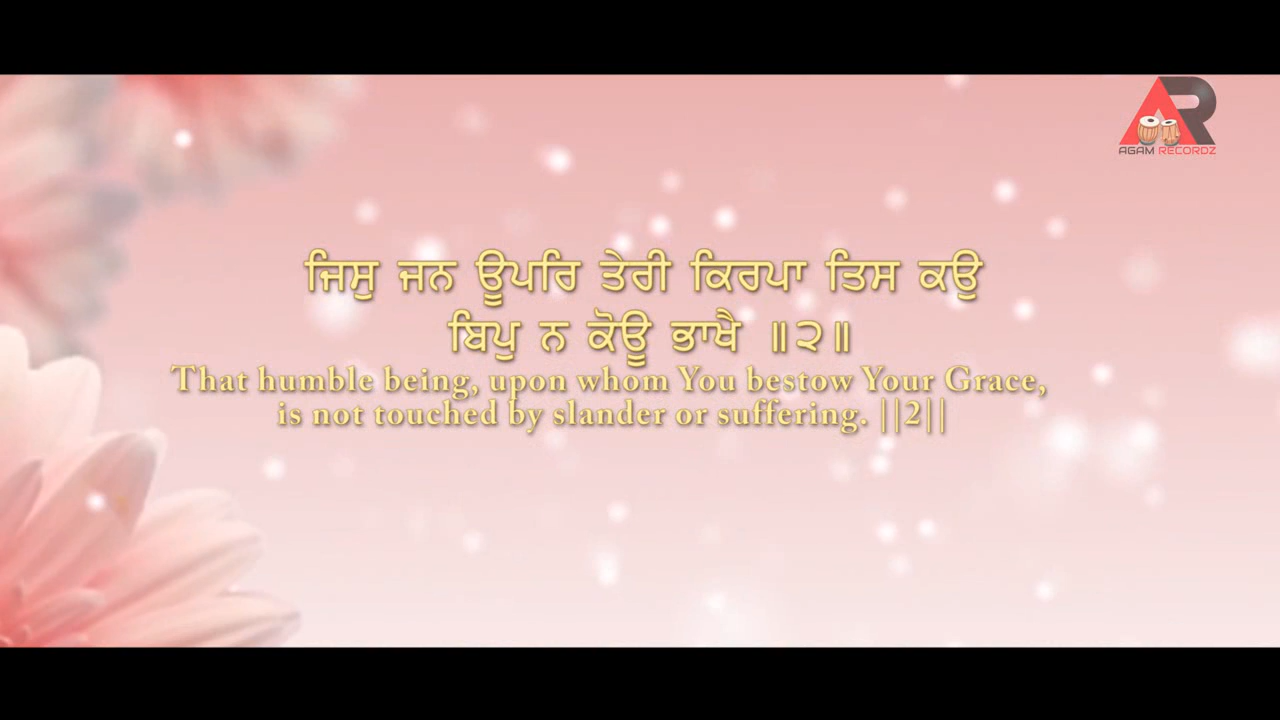 AGAM RECORDZ
ਜਿਸੁ ਜਨ ਊਪਰਿ ਤੇਰੀ ਕਿਰਪਾ ਤਿਸ ਕਉ
ਬਿਪੁ ਨ ਕੋਊ ਭਾਖੈ ॥੨॥
That humble being, upon whom You bestow Your Grace,
is not touched by slander or suffering. ||2||